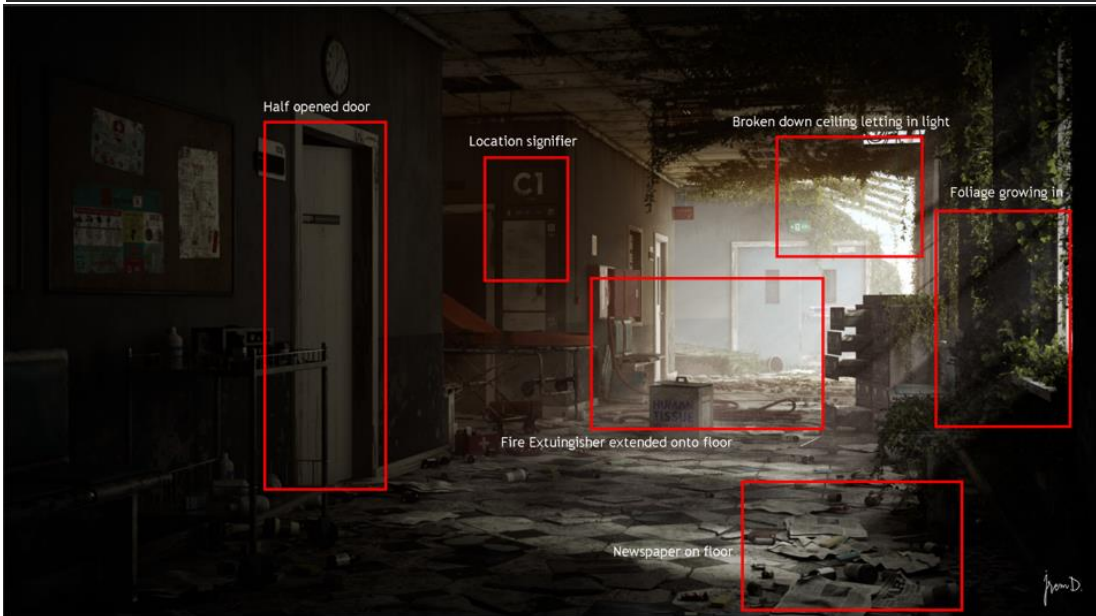 Half opened door
Location signifier
Broken down ceiling letting in light
Foliage growing in
C1
HUMAN
TISSUE
Fire Extuingisher extended onto floor
Newspaper on floor